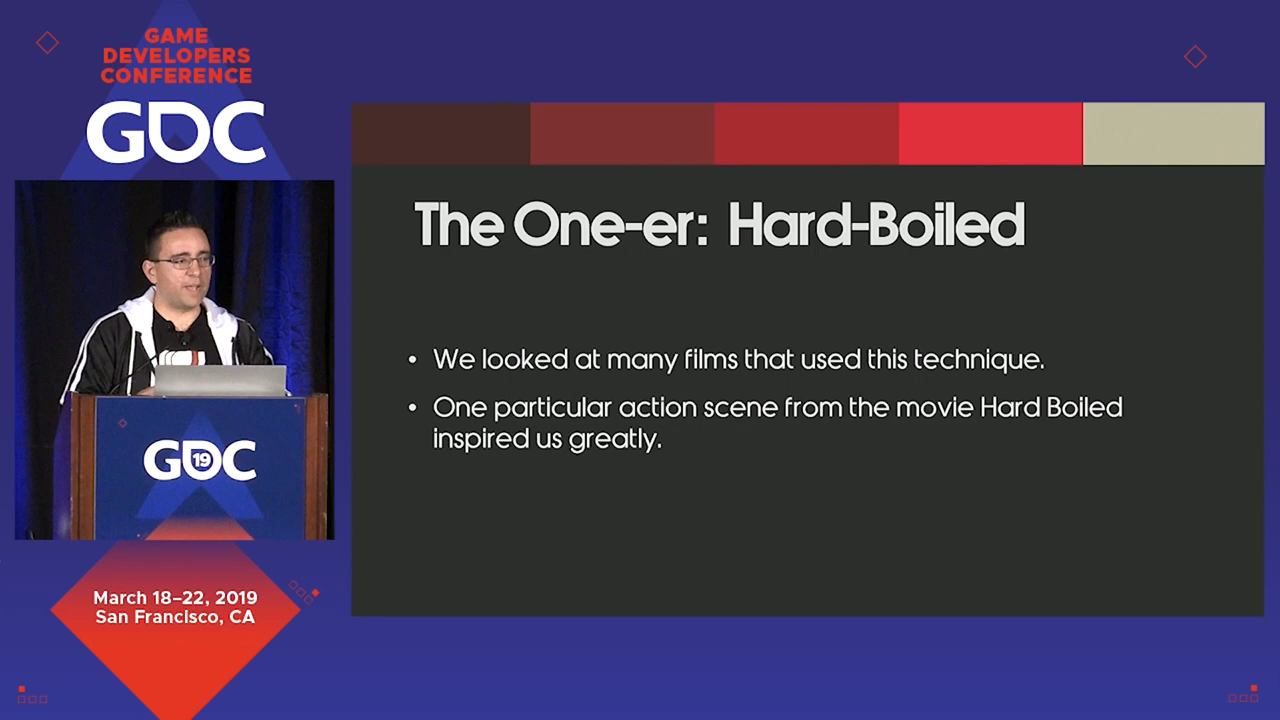 GAME
DEVELOPERS
CONFERENCE
GDC
The One-er: Hard-Boiled
• We looked at many films that used this technique.
• One particular action scene from the movie Hard Boiled
inspired us greatly.
GDC
19
March 18–22, 2019
San Francisco, CA